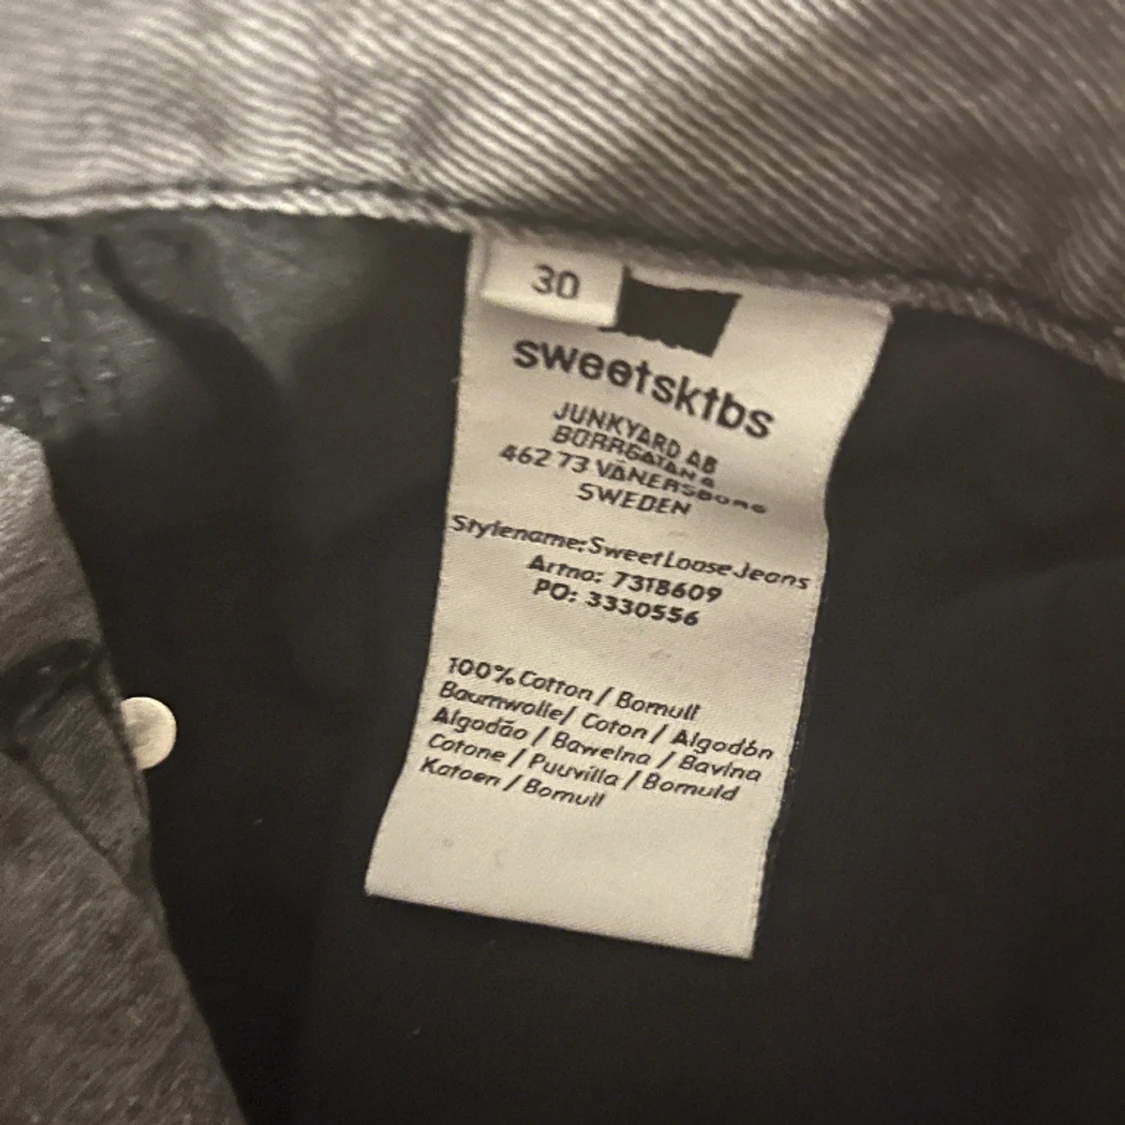 30
sweetsktbs
JUNKYARD AB
462 73 VÄNERSBORG
SWEDEN
Stylename: Sweet Loose Jeans
Artno: 7318609
PO: 3330556
100% Cotton / Bomull
Baumwolle / Coton / Algodón
Algodão / Bawełna / Bavlna
Cotone / Puuvilla / Bomuld
Katoen / Bomull